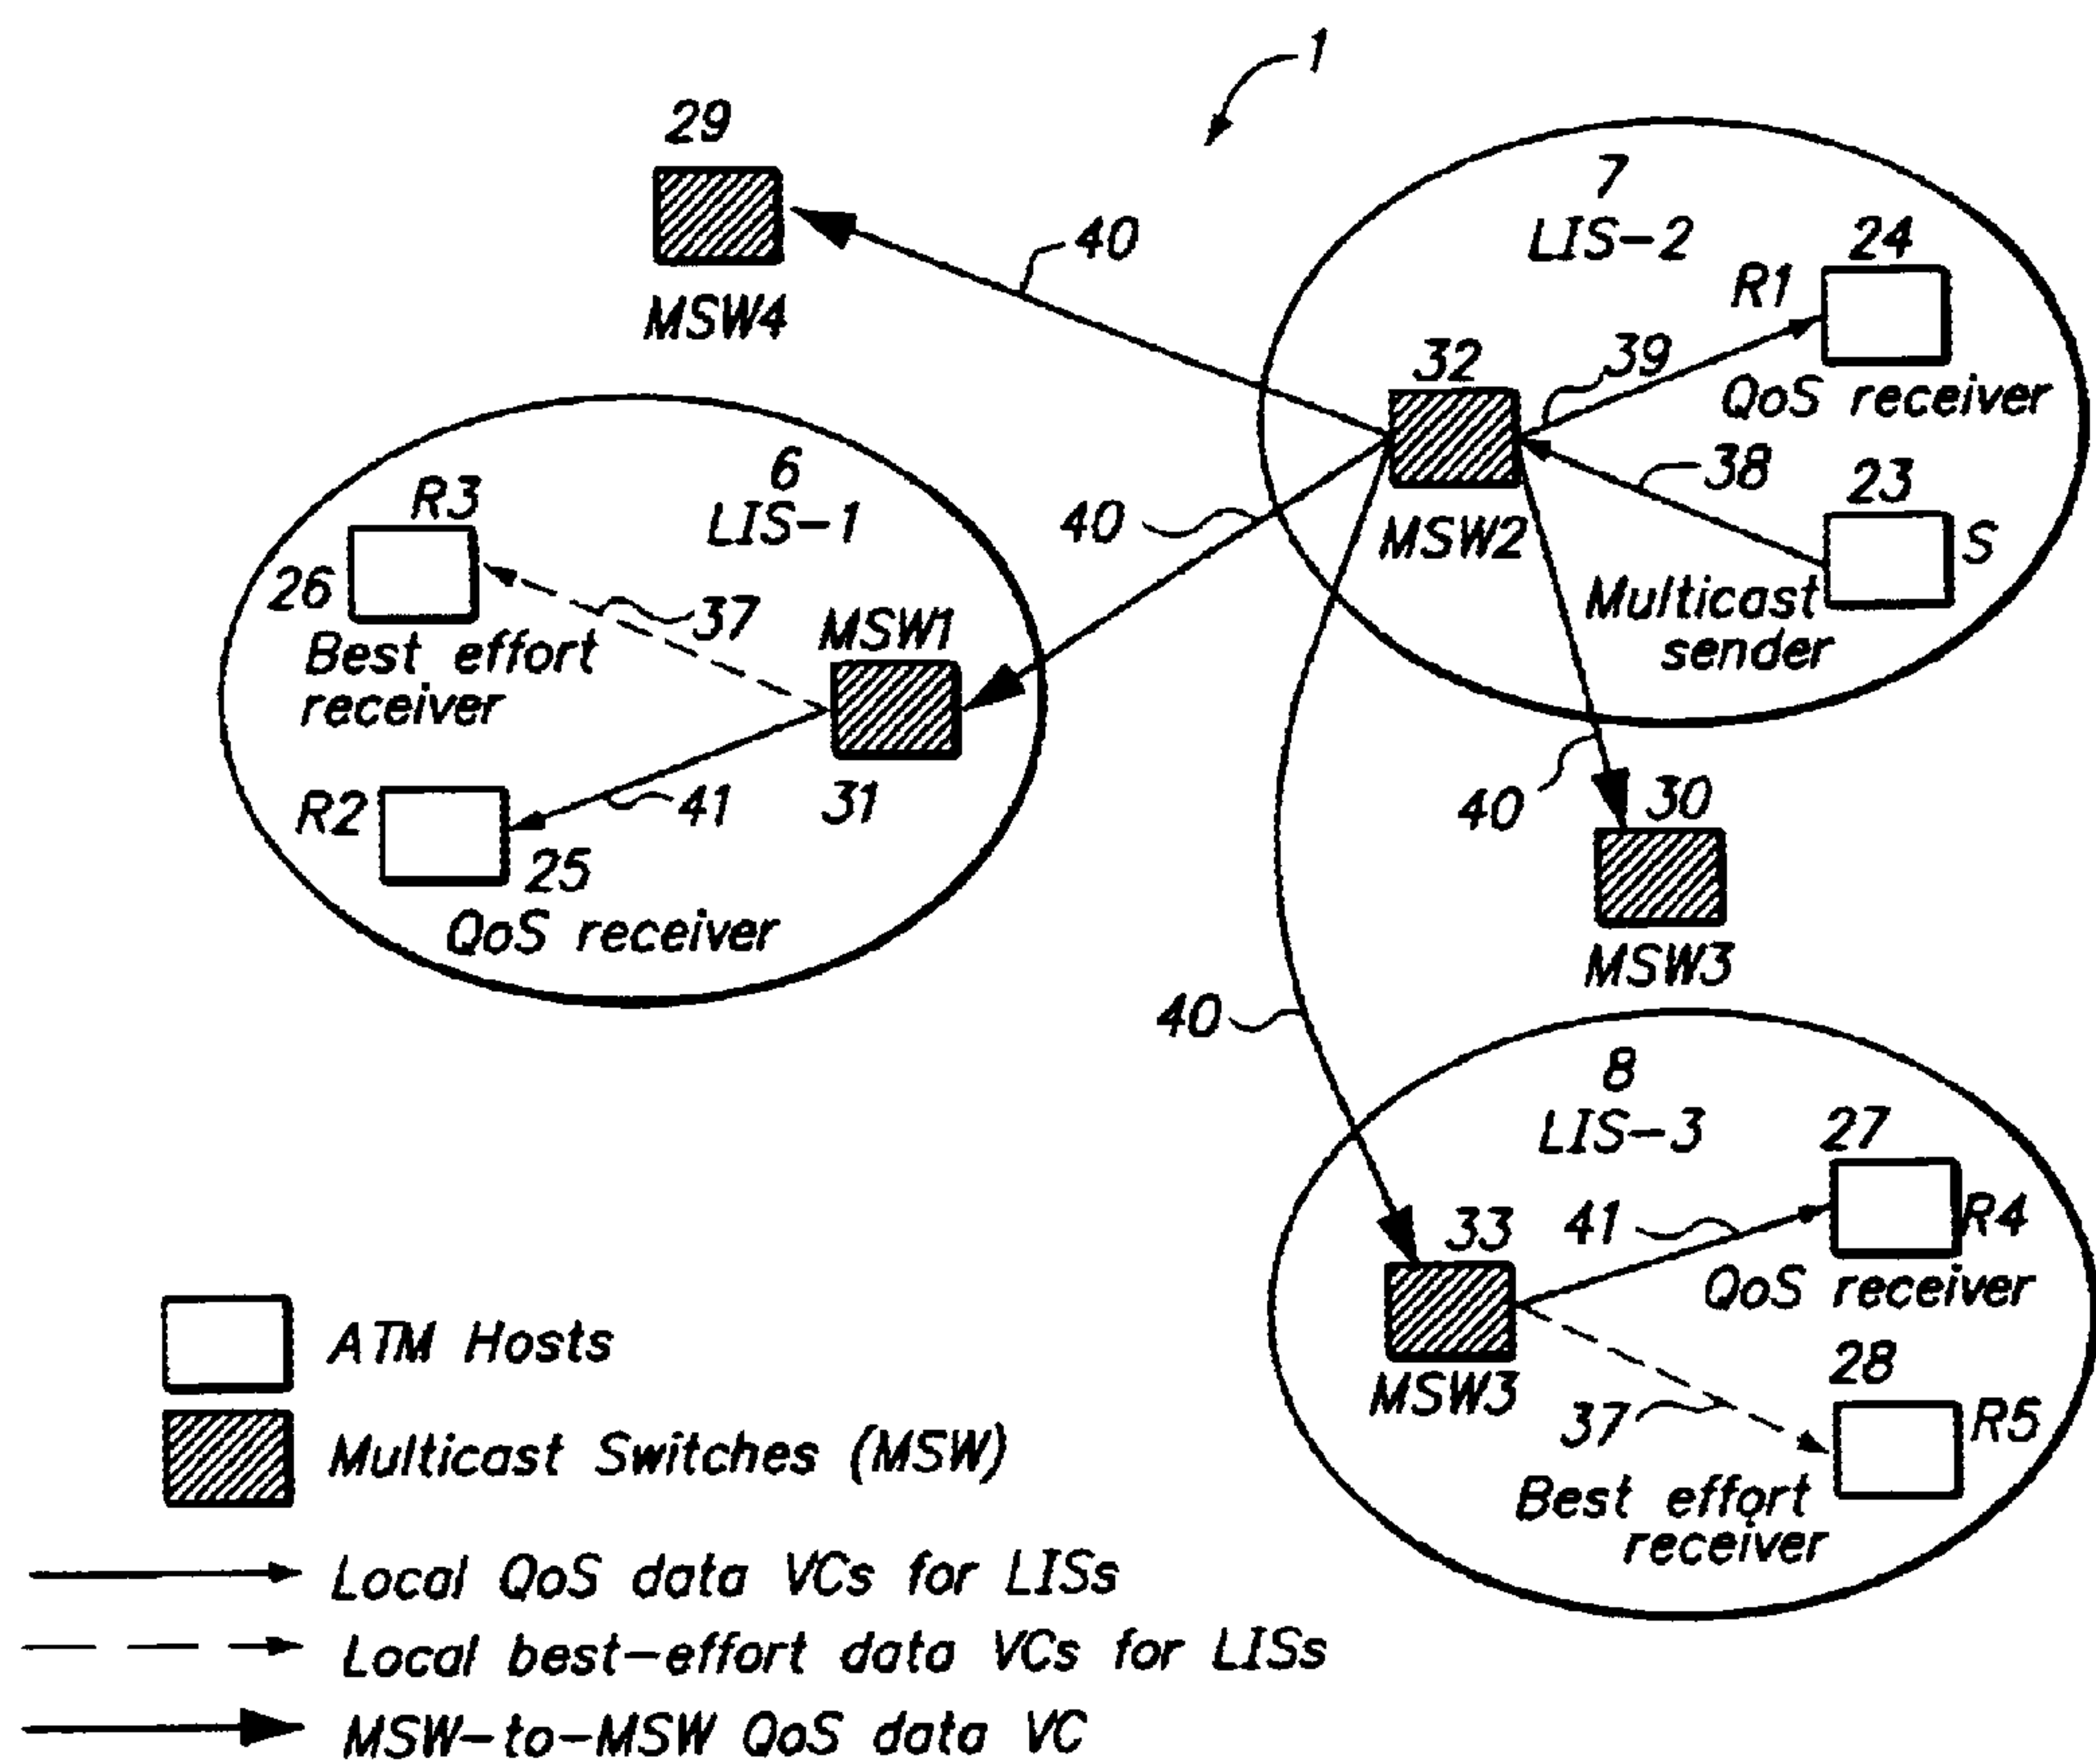 1
29
MSW4
40
7
LIS-2
24
R1
39
32
QoS receiver
38
23
S
MSW2
Multicast
sender
40
6
LIS-1
R3
26
37
Best effort
receiver
MSW1
31
R2
41
25
QoS receiver
40
30
MSW3
40
8
LIS-3
27
41
R4
33
QoS receiver
MSW3
28
37
R5
Best effort
receiver
ATM Hosts
Multicast Switches (MSW)
Local QoS data VCs for LISs
Local best-effort data VCs for LISs
MSW-to-MSW QoS data VC